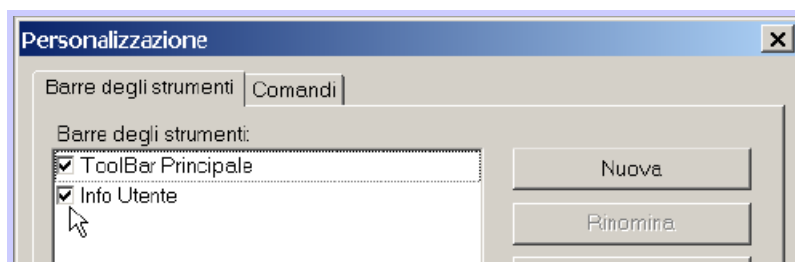 Personalizzazione
Barre degli strumenti Comandi
Barre degli strumenti:
ToolBar Principale
Nuova
Info Utente
Rinomina